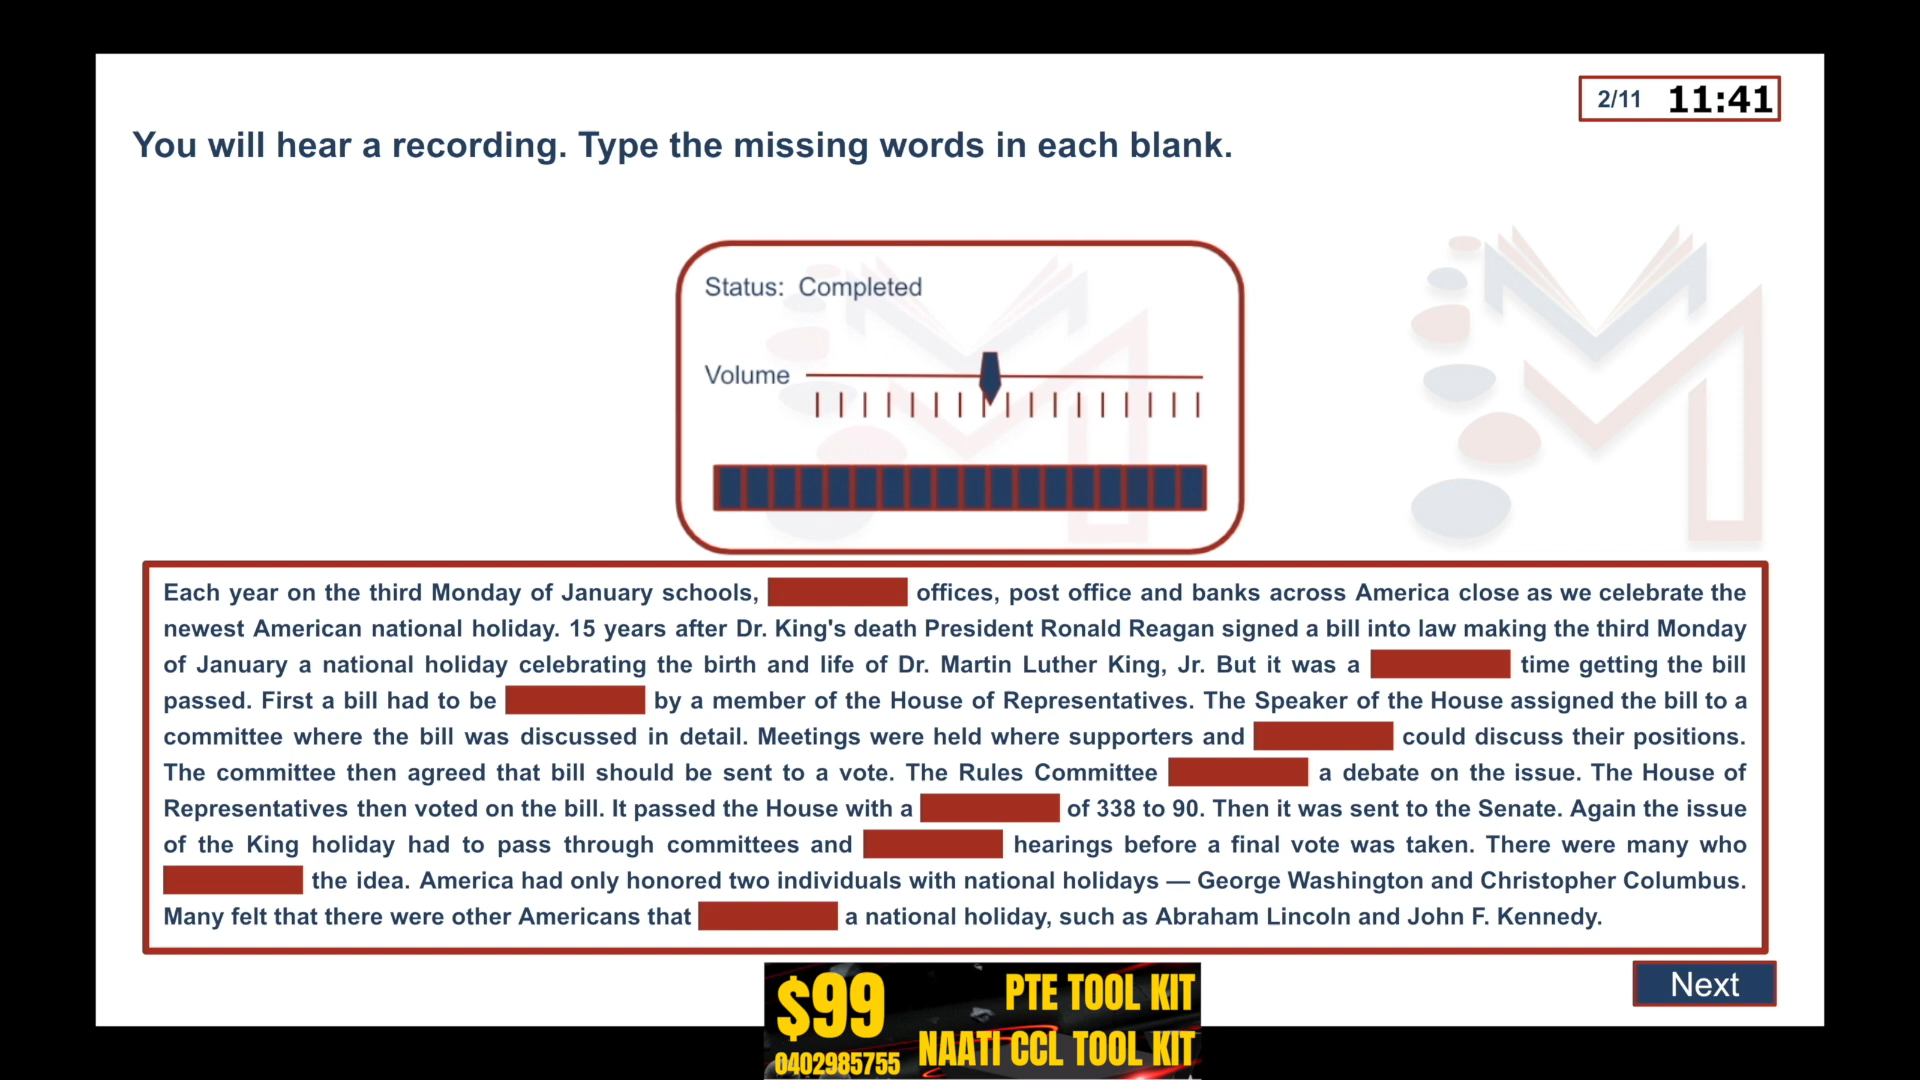 2/11 11:41
You will hear a recording. Type the missing words in each blank.
Status: Completed
Volume
Each year on the third Monday of January schools, offices, post office and banks across America close as we celebrate the
newest American national holiday. 15 years after Dr. King's death President Ronald Reagan signed a bill into law making the third Monday
of January a national holiday celebrating the birth and life of Dr. Martin Luther King, Jr. But it was a time getting the bill
passed. First a bill had to be by a member of the House of Representatives. The Speaker of the House assigned the bill to a
committee where the bill was discussed in detail. Meetings were held where supporters and could discuss their positions.
The committee then agreed that bill should be sent to a vote. The Rules Committee a debate on the issue. The House of
Representatives then voted on the bill. It passed the House with a of 338 to 90. Then it was sent to the Senate. Again the issue
of the King holiday had to pass through committees and hearings before a final vote was taken. There were many who
the idea. America had only honored two individuals with national holidays — George Washington and Christopher Columbus.
Many felt that there were other Americans that a national holiday, such as Abraham Lincoln and John F. Kennedy.
Next
$99 PTE TOOL KIT
0402985755 NAATI CCL TOOL KIT